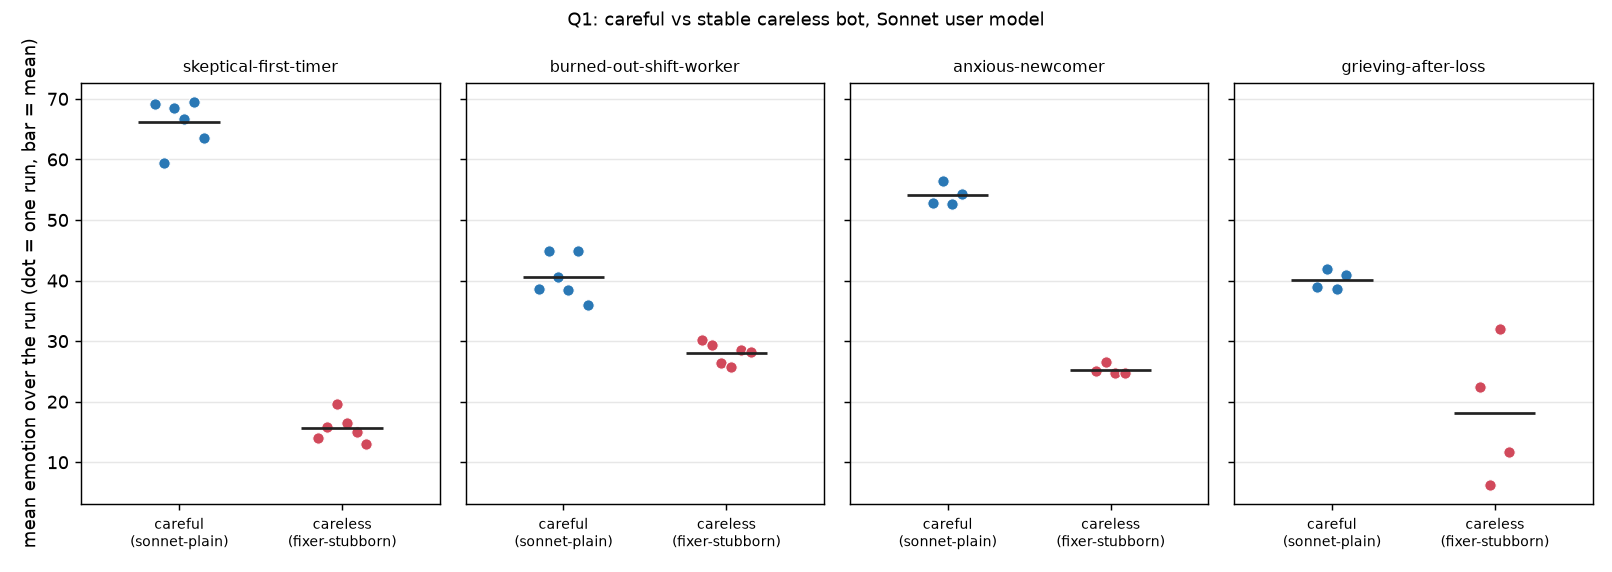 Q1: careful vs stable careless bot, Sonnet user model
mean emotion over the run (dot = one run, bar = mean)
skeptical-first-timer
burned-out-shift-worker
anxious-newcomer
grieving-after-loss
70
60
50
40
30
20
10
careful
(sonnet-plain)
careless
(fixer-stubborn)
careful
(sonnet-plain)
careless
(fixer-stubborn)
careful
(sonnet-plain)
careless
(fixer-stubborn)
careful
(sonnet-plain)
careless
(fixer-stubborn)